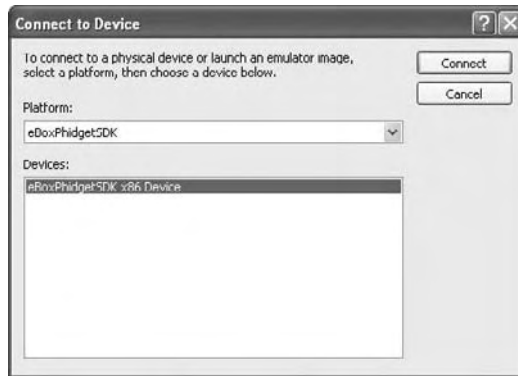 Connect to Device
To connect to a physical device or launch an emulator image,
select a platform, then choose a device below.
Connect
Cancel
Platform:
eBoxPhidgetSDK
Devices:
eBoxPhidgetSDK x86 Device